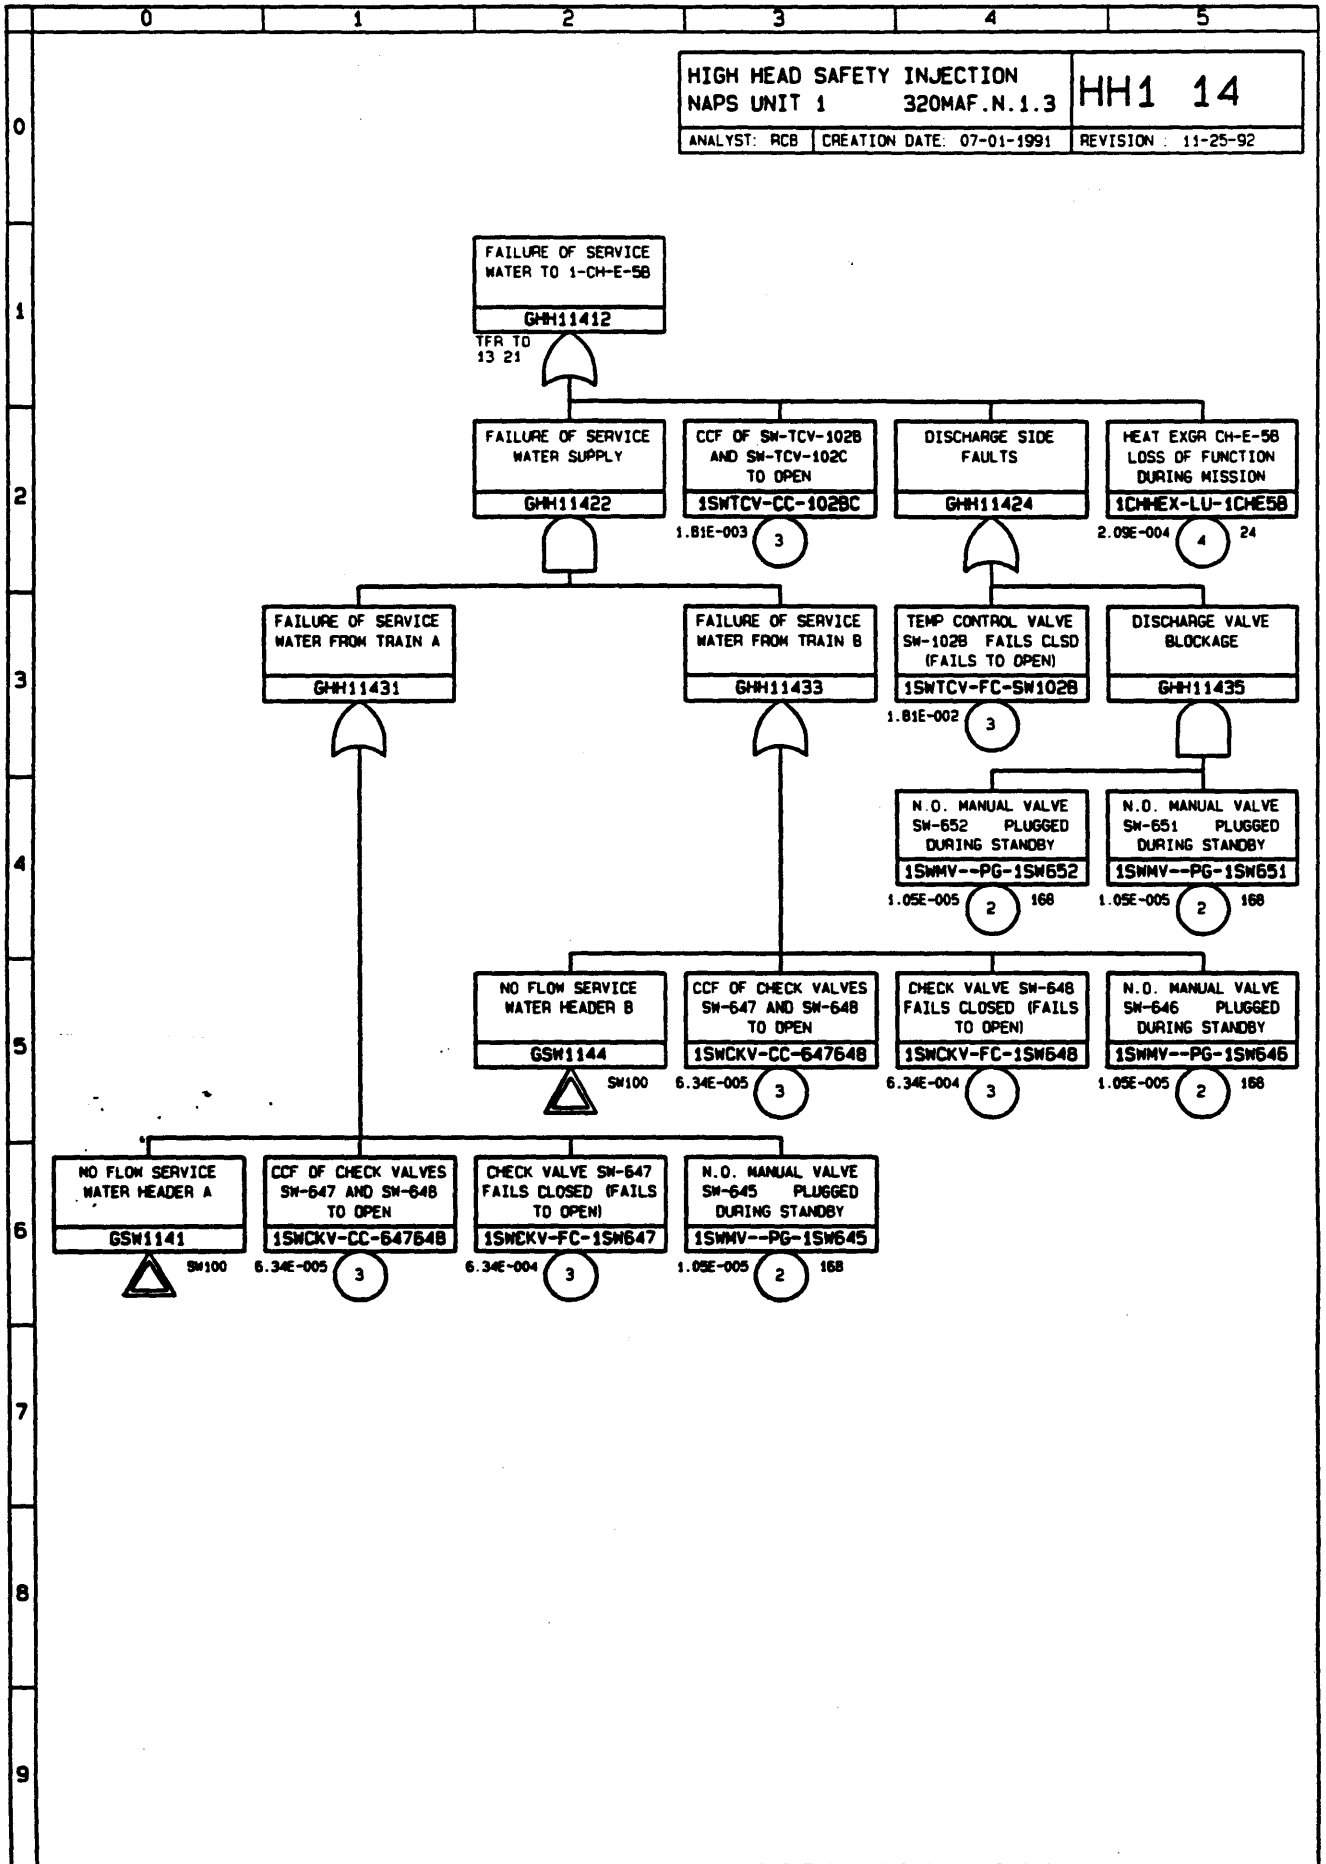 0 1 2 3 4 5
HIGH HEAD SAFETY INJECTION
NAPS UNIT 1 320MAF.N.1.3
HH1 14
ANALYST: RCB CREATION DATE: 07-01-1991 REVISION : 11-25-92
0
1
2
3
4
5
6
7
8
9
FAILURE OF SERVICE
WATER TO 1-CH-E-5B
GHH11412
TFR TO
13 21
FAILURE OF SERVICE
WATER SUPPLY
GHH11422
CCF OF SW-TCV-102B
AND SW-TCV-102C
TO OPEN
1SWTCV-CC-102BC
1.81E-003
3
DISCHARGE SIDE
FAULTS
GHH11424
HEAT EXGR CH-E-5B
LOSS OF FUNCTION
DURING MISSION
1CHHEX-LU-1CHE5B
2.09E-004
4
24
FAILURE OF SERVICE
WATER FROM TRAIN A
GHH11431
FAILURE OF SERVICE
WATER FROM TRAIN B
GHH11433
TEMP CONTROL VALVE
SW-102B FAILS CLSD
(FAILS TO OPEN)
1SWTCV-FC-SW102B
1.81E-002
3
DISCHARGE VALVE
BLOCKAGE
GHH11435
N.O. MANUAL VALVE
SW-652 PLUGGED
DURING STANDBY
1SWMV--PG-1SW652
1.05E-005
2
168
N.O. MANUAL VALVE
SW-651 PLUGGED
DURING STANDBY
1SWMV--PG-1SW651
1.05E-005
2
168
NO FLOW SERVICE
WATER HEADER B
GSW1144
SW100
CCF OF CHECK VALVES
SW-647 AND SW-648
TO OPEN
1SWCKV-CC-647648
6.34E-005
3
CHECK VALVE SW-648
FAILS CLOSED (FAILS
TO OPEN)
1SWCKV-FC-1SW648
6.34E-004
3
N.O. MANUAL VALVE
SW-646 PLUGGED
DURING STANDBY
1SWMV--PG-1SW646
1.05E-005
2
168
NO FLOW SERVICE
WATER HEADER A
GSW1141
SW100
CCF OF CHECK VALVES
SW-647 AND SW-648
TO OPEN
1SWCKV-CC-647648
6.34E-005
3
CHECK VALVE SW-647
FAILS CLOSED (FAILS
TO OPEN)
1SWCKV-FC-1SW647
6.34E-004
3
N.O. MANUAL VALVE
SW-645 PLUGGED
DURING STANDBY
1SWMV--PG-1SW645
1.05E-005
2
168